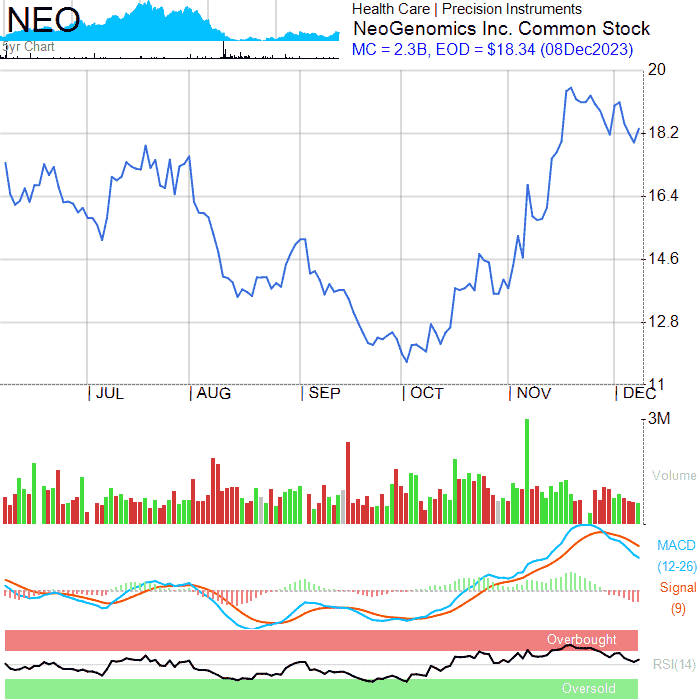 NEO
5yr Chart
Health Care | Precision Instruments
NeoGenomics Inc. Common Stock
MC = 2.3B, EOD = $18.34 (08Dec2023)
20
18.2
16.4
14.6
12.8
11
JUL
AUG
SEP
OCT
NOV
DEC
3M
Volume
MACD
(12-26)
Signal
(9)
Overbought
RSI(14)
Oversold